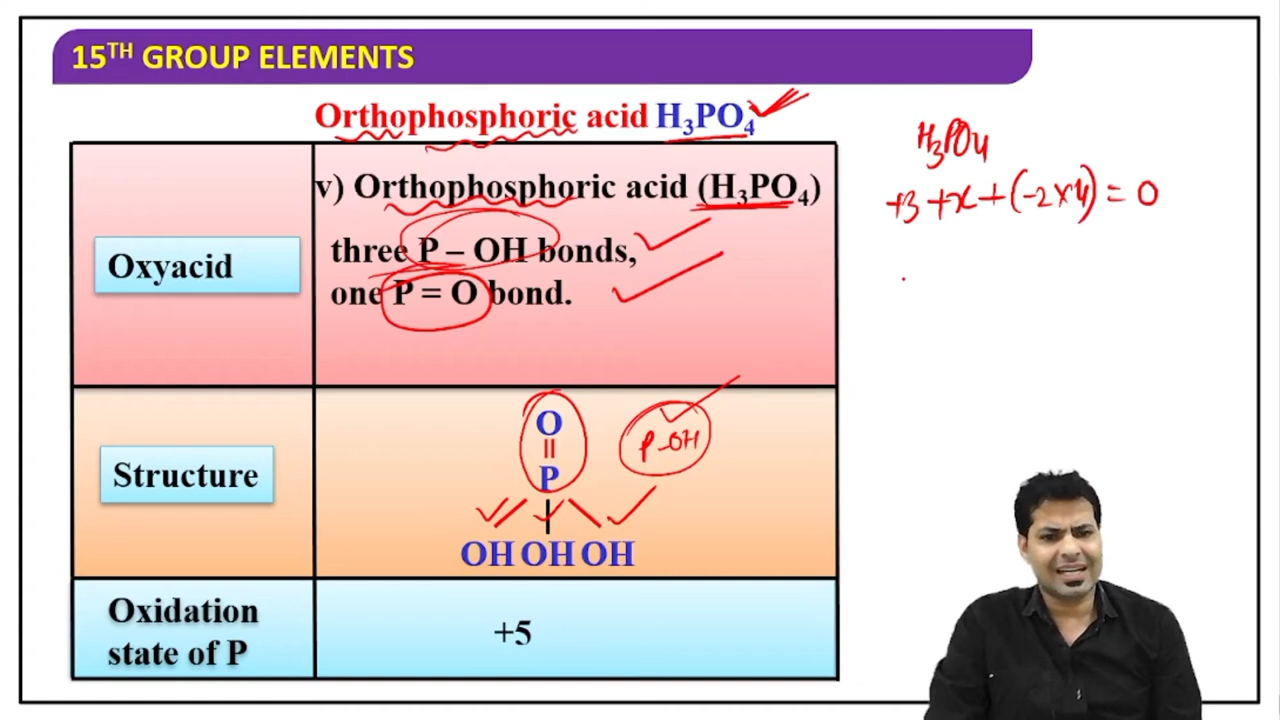 15TH GROUP ELEMENTS
Orthophosphoric acid H₃PO₄
Oxyacid
v) Orthophosphoric acid (H₃PO₄)
three P – OH bonds,
one P = O bond.
Structure
O
||
P
OH OH OH
P-OH
Oxidation
state of P
+5
H₃PO₄
+3 + x + (-2×4) = 0